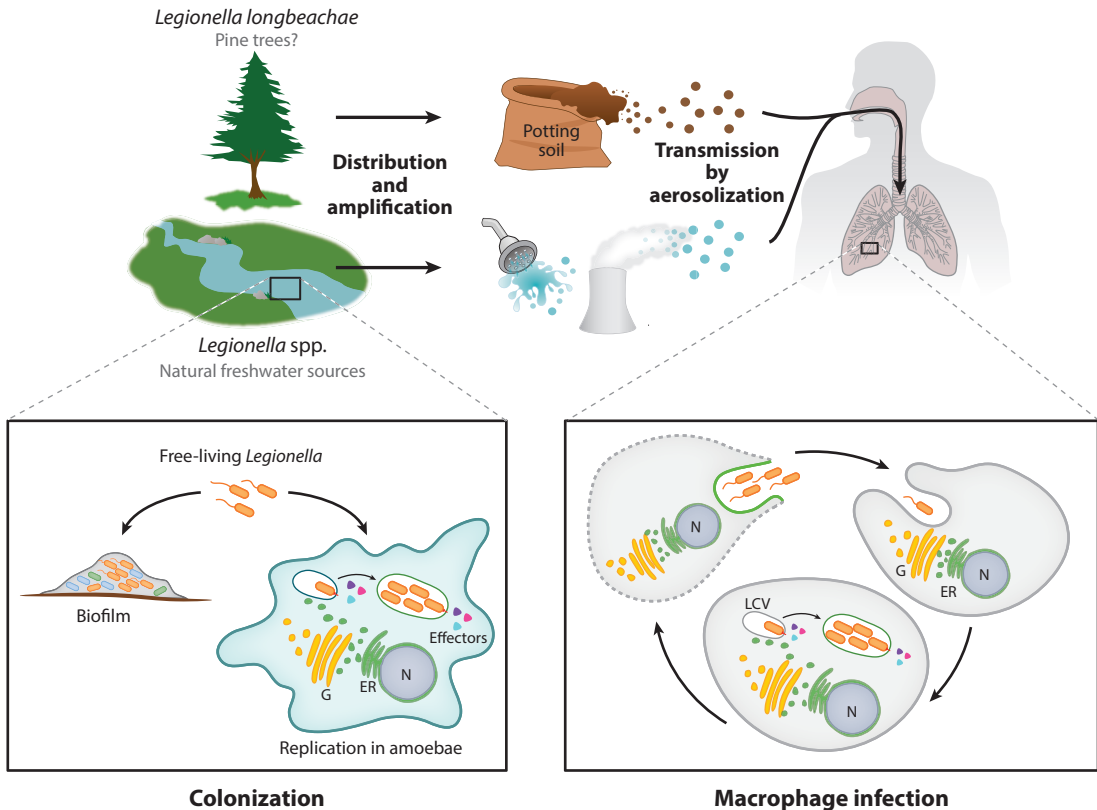 Legionella longbeachae
Pine trees?
Distribution
and
amplification
Potting
soil
Transmission
by
aerosolization
Legionella spp.
Natural freshwater sources
Free-living Legionella
Biofilm
Effectors
G
ER
N
Replication in amoebae
Colonization
N
G
ER
N
LCV
N
Macrophage infection